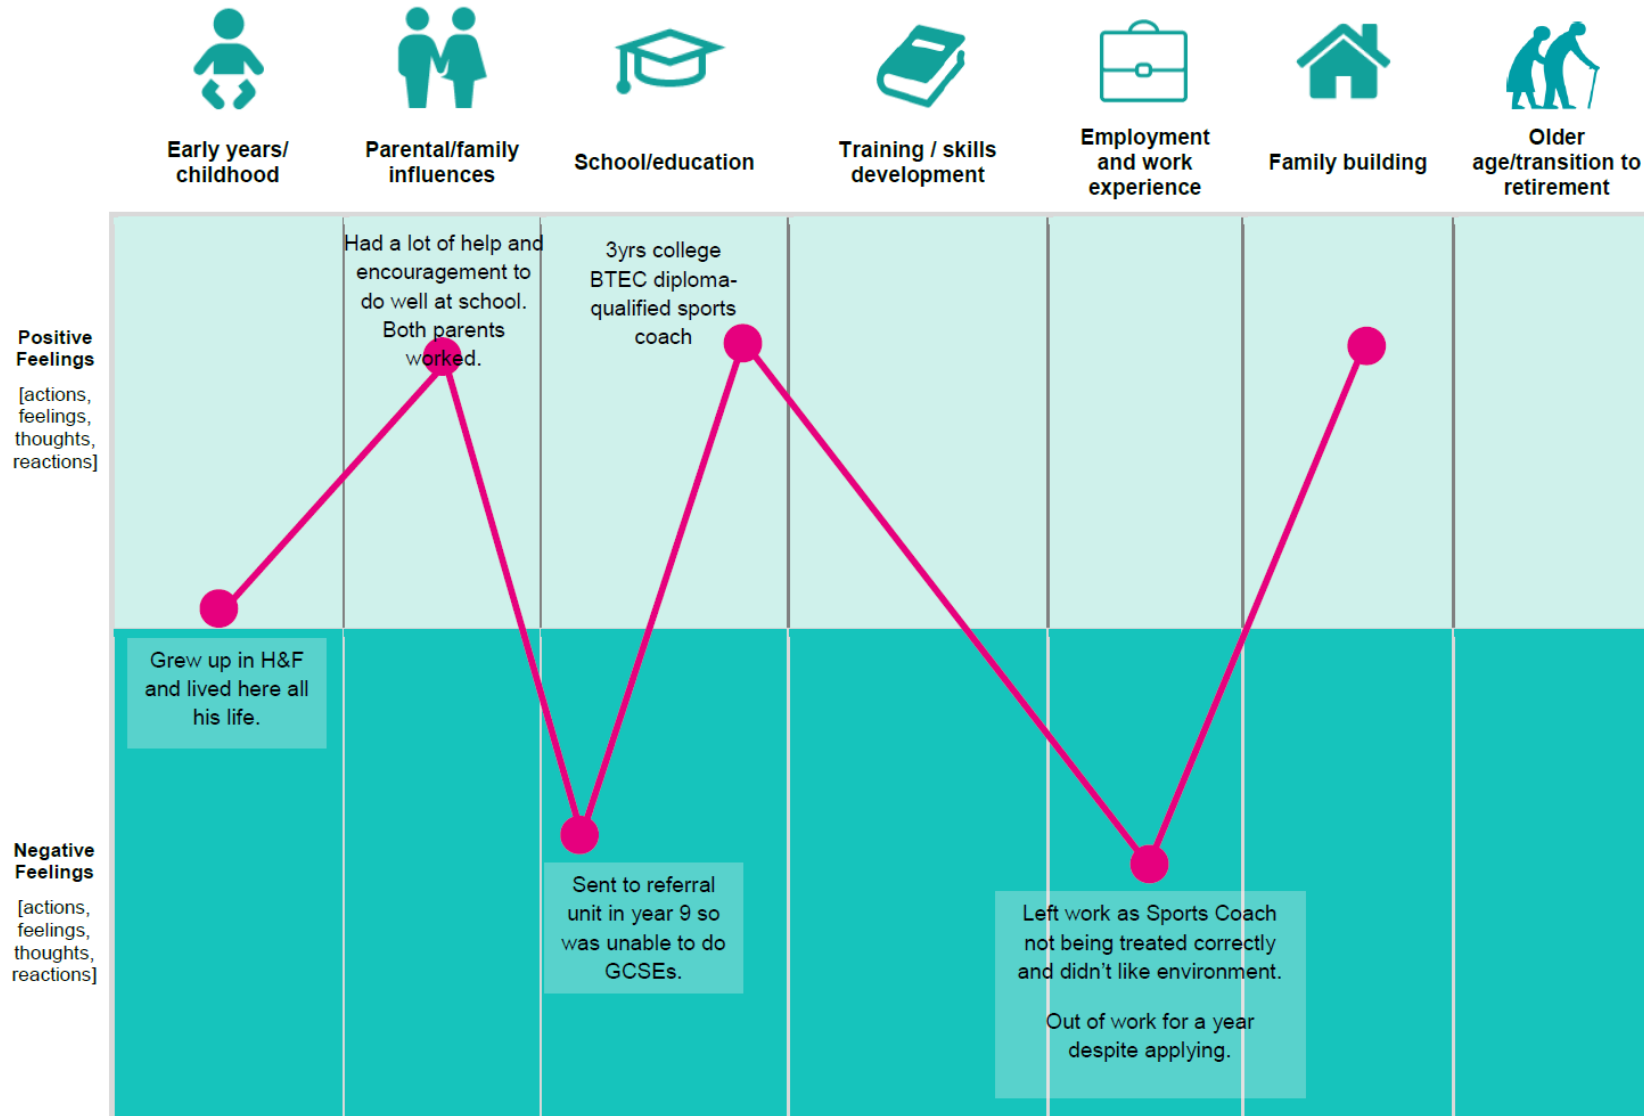 Early years/
childhood
Parental/family
influences
School/education
Training / skills
development
Employment
and work
experience
Family building
Older
age/transition to
retirement
Positive
Feelings
[actions,
feelings,
thoughts,
reactions]
Had a lot of help and
encouragement to
do well at school.
Both parents
worked.
3yrs college
BTEC diploma-
qualified sports
coach
Grew up in H&F
and lived here all
his life.
Negative
Feelings
[actions,
feelings,
thoughts,
reactions]
Sent to referral
unit in year 9 so
was unable to do
GCSEs.
Left work as Sports Coach
not being treated correctly
and didn’t like environment.
Out of work for a year
despite applying.